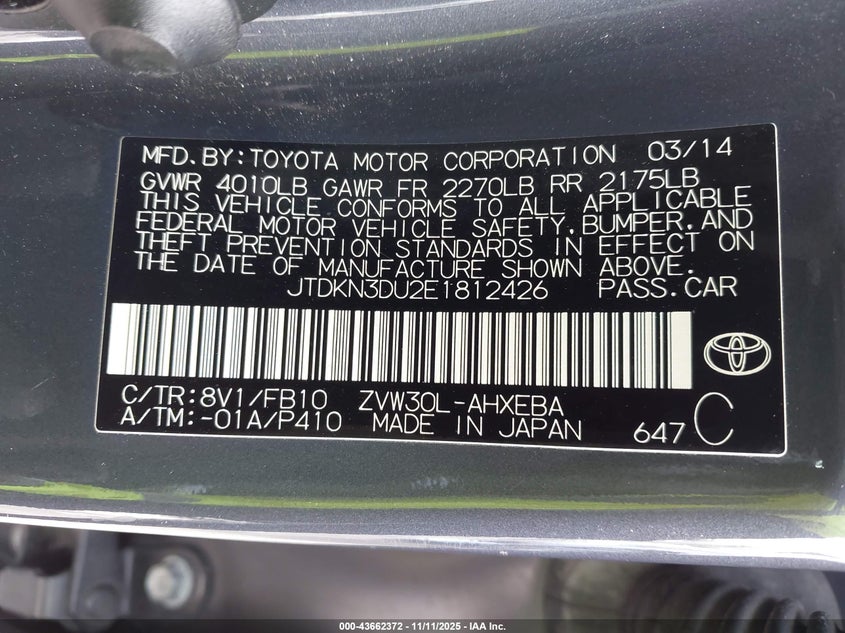 MFD.BY:TOYOTA MOTOR CORPORATION 03/14
GVWR 4010LB GAWR FR 2270LB RR 2175LB
THIS VEHICLE CONFORMS TO ALL APPLICABLE
FEDERAL MOTOR VEHICLE SAFETY,BUMPER,AND
THEFT PREVENTION STANDARDS IN EFFECT ON
THE DATE OF MANUFACTURE SHOWN ABOVE.
JTDKN3DU2E1812426 PASS.CAR
C/TR:8V1/FB10 ZVW30L-AHXEBA
A/TM:-01A/P410 MADE IN JAPAN 647 C
000-43662372 - 11/11/2025 - IAA Inc.